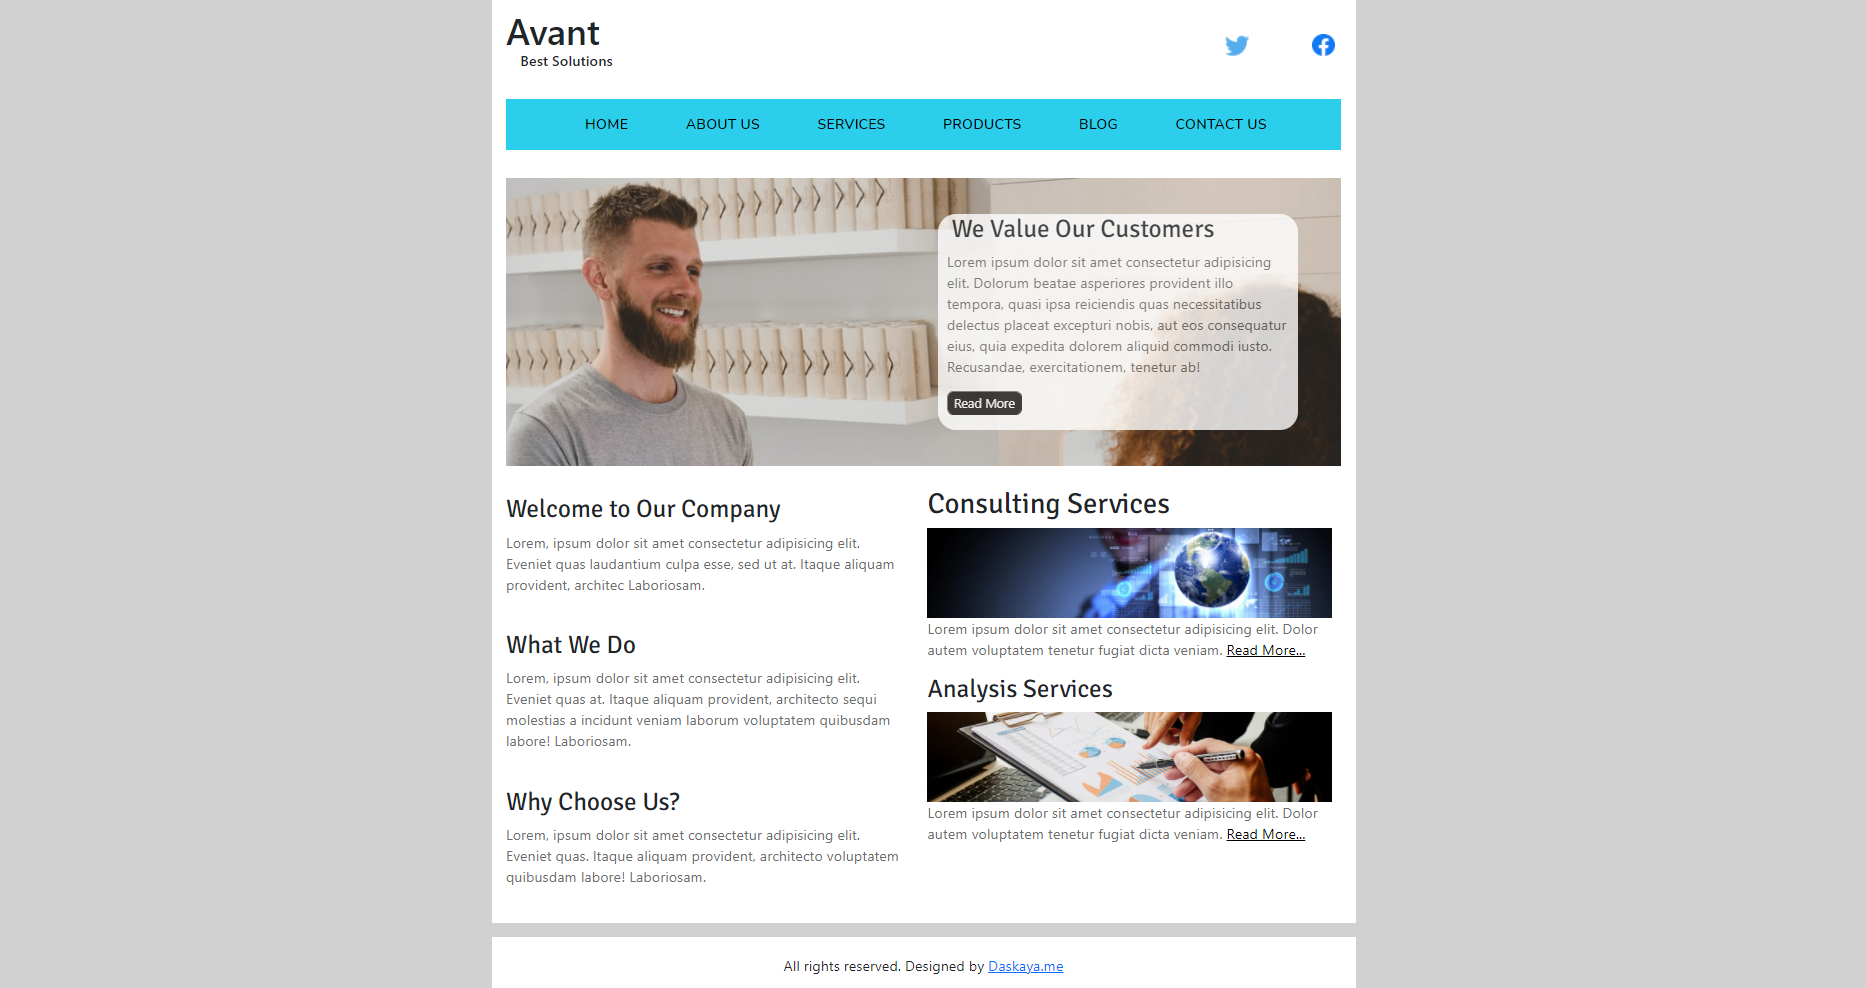 Avant
Best Solutions
HOME ABOUT US SERVICES PRODUCTS BLOG CONTACT US
We Value Our Customers
Lorem ipsum dolor sit amet consectetur adipisicing
elit. Dolorum beatae asperiores provident illo
tempora, quasi ipsa reiciendis quas necessitatibus
delectus placeat excepturi nobis, aut eos consequatur
eius, quia expedita dolorem aliquid commodi iusto.
Recusandae, exercitationem, tenetur ab!
Read More
Welcome to Our Company
Lorem, ipsum dolor sit amet consectetur adipisicing elit.
Eveniet quas laudantium culpa esse, sed ut at. Itaque aliquam
provident, architec Laboriosam.
What We Do
Lorem, ipsum dolor sit amet consectetur adipisicing elit.
Eveniet quas at. Itaque aliquam provident, architecto sequi
molestias a incidunt veniam laborum voluptatem quibusdam
labore! Laboriosam.
Why Choose Us?
Lorem, ipsum dolor sit amet consectetur adipisicing elit.
Eveniet quas. Itaque aliquam provident, architecto voluptatem
quibusdam labore! Laboriosam.
Consulting Services
Lorem ipsum dolor sit amet consectetur adipisicing elit. Dolor
autem voluptatem tenetur fugiat dicta veniam. Read More...
Analysis Services
Lorem ipsum dolor sit amet consectetur adipisicing elit. Dolor
autem voluptatem tenetur fugiat dicta veniam. Read More...
All rights reserved. Designed by Daskaya.me